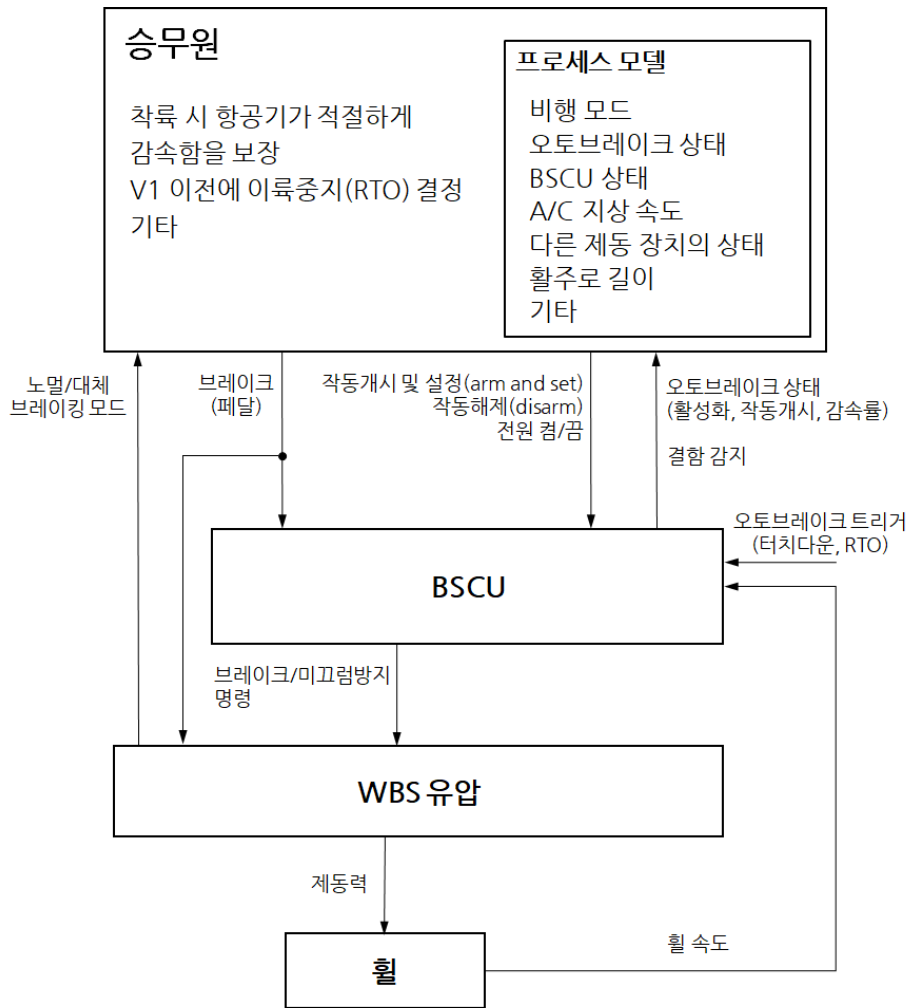 승무원
착륙 시 항공기가 적절하게
감속함을 보장
V1 이전에 이륙중지(RTO) 결정
기타
프로세스 모델
비행 모드
오토브레이크 상태
BSCU 상태
A/C 지상 속도
다른 제동 장치의 상태
활주로 길이
기타
노멀/대체
브레이킹 모드
브레이크
(페달)
작동개시 및 설정(arm and set)
작동해제(disarm)
전원 켬/끔
오토브레이크 상태
(활성화, 작동개시, 감속률)
결함 감지
오토브레이크 트리거
(터치다운, RTO)
BSCU
브레이크/미끄럼방지
명령
WBS 유압
제동력
휠 속도
휠